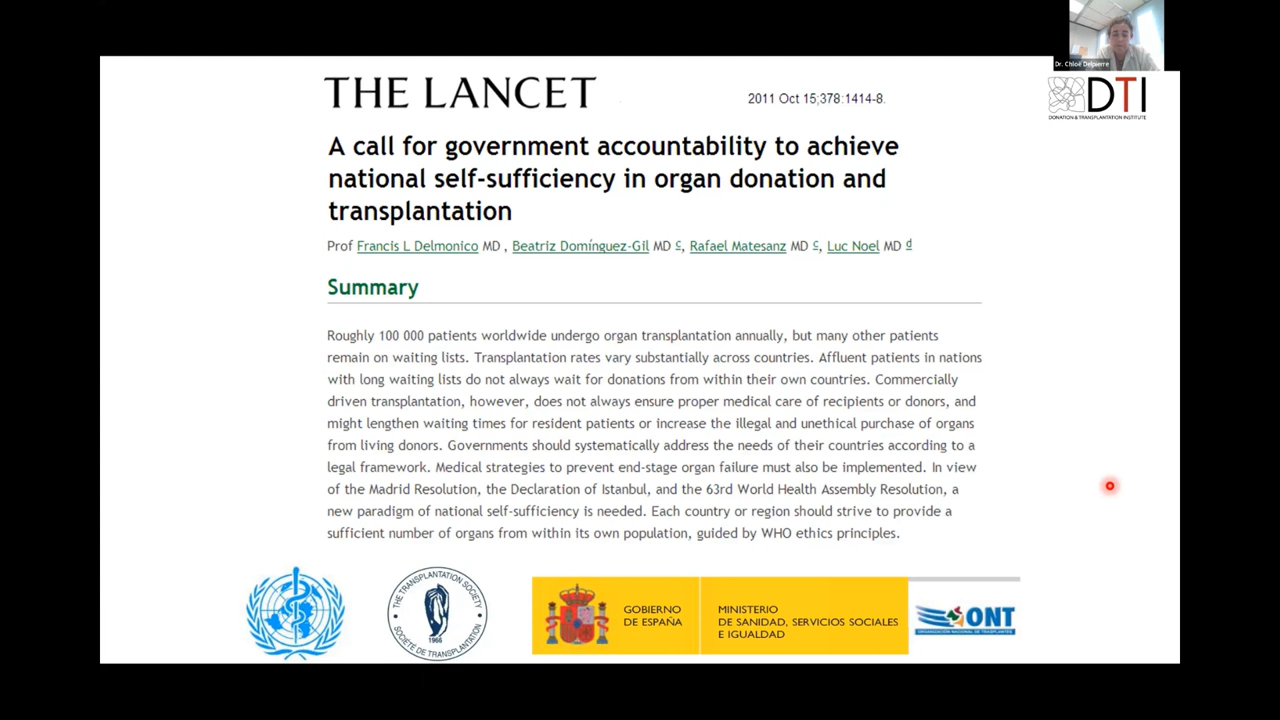 Dr. Chloë Delpierre
THE LANCET
2011 Oct 15;378:1414-8.
DTI
DONATION & TRANSPLANTATION INSTITUTE
A call for government accountability to achieve
national self-sufficiency in organ donation and
transplantation
Prof Francis L Delmonico MD , Beatriz Domínguez-Gil MD c, Rafael Matesanz MD c, Luc Noel MD d
Summary
Roughly 100 000 patients worldwide undergo organ transplantation annually, but many other patients
remain on waiting lists. Transplantation rates vary substantially across countries. Affluent patients in nations
with long waiting lists do not always wait for donations from within their own countries. Commercially
driven transplantation, however, does not always ensure proper medical care of recipients or donors, and
might lengthen waiting times for resident patients or increase the illegal and unethical purchase of organs
from living donors. Governments should systematically address the needs of their countries according to a
legal framework. Medical strategies to prevent end-stage organ failure must also be implemented. In view
of the Madrid Resolution, the Declaration of Istanbul, and the 63rd World Health Assembly Resolution, a
new paradigm of national self-sufficiency is needed. Each country or region should strive to provide a
sufficient number of organs from within its own population, guided by WHO ethics principles.
THE TRANSPLANTATION SOCIETY
1966
SOCIÉTÉ DE TRANSPLANTATION
GOBIERNO
DE ESPAÑA
MINISTERIO
DE SANIDAD, SERVICIOS SOCIALES
E IGUALDAD
ONT
ORGANIZACIÓN NACIONAL DE TRASPLANTES